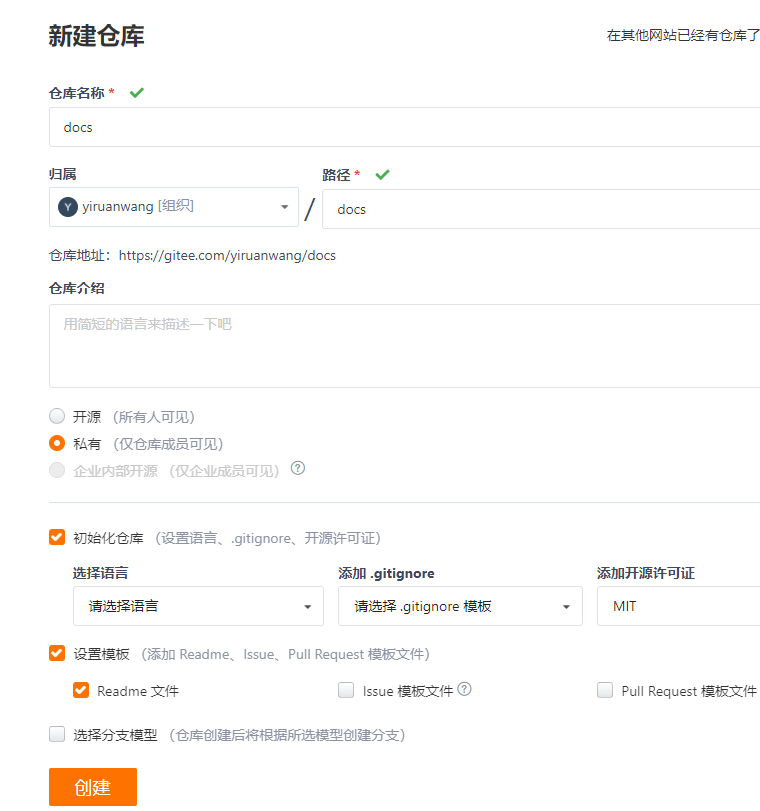 新建仓库
在其他网站已经有仓库了
仓库名称 *
docs
归属
路径 *
Y yiruanwang [组织]
/
docs
仓库地址：https://gitee.com/yiruanwang/docs
仓库介绍
用简短的语言来描述一下吧
开源 （所有人可见）
私有 （仅仓库成员可见）
企业内部开源 （仅企业成员可见） ?
初始化仓库 （设置语言、.gitignore、开源许可证）
选择语言 添加 .gitignore 添加开源许可证
请选择语言 请选择 .gitignore 模板 MIT
设置模板 （添加 Readme、Issue、Pull Request 模板文件）
Readme 文件 Issue 模板文件 ? Pull Request 模板文件
选择分支模型 （仓库创建后将根据所选模型创建分支）
创建